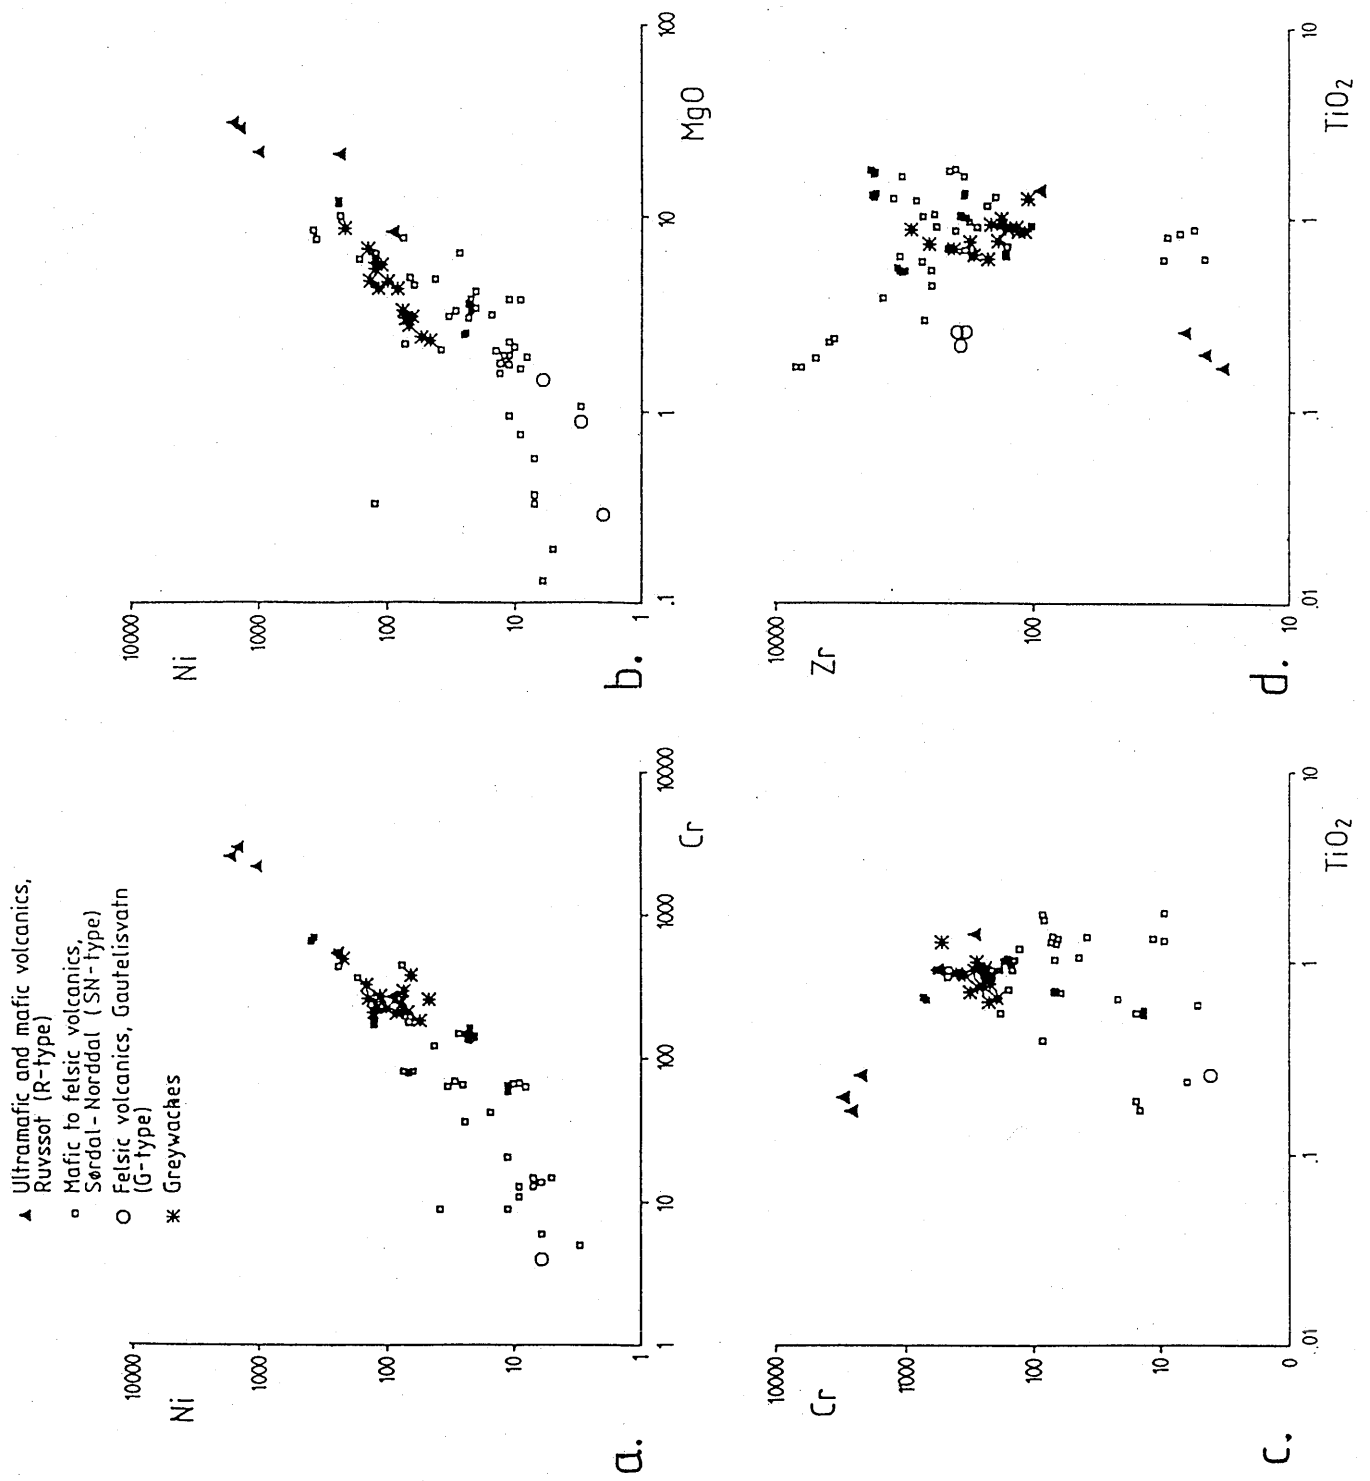 ▲ Ultramafic and mafic volcanics,
Ruvssot (R-type)
▫ Mafic to felsic volcanics,
Sørdal-Norddal (SN-type)
○ Felsic volcanics, Gautelisvatn
(G-type)
* Greywaches
10000
Ni
1000
100
10
1
1
10
100
1000
10000
Cr
a.
10000
Ni
1000
100
10
1
.1
1
10
100
MgO
b.
10000
Cr
1000
100
10
0
.01
.1
1
10
TiO2
c.
10000
Zr
100
10
.01
.1
1
10
TiO2
d.